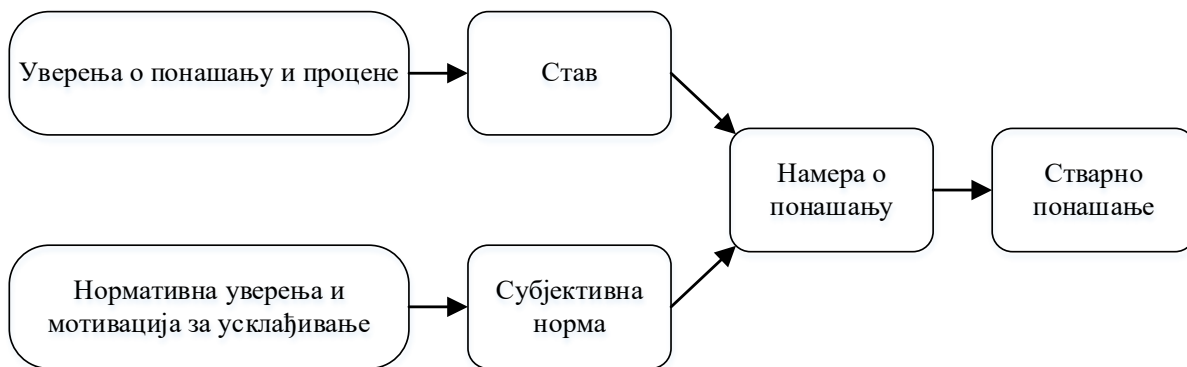 Уверења о понашању и процене
Став
Намера о
понашању
Стварно
понашање
Нормативна уверења и
мотивација за усклађивање
Субјективна
норма